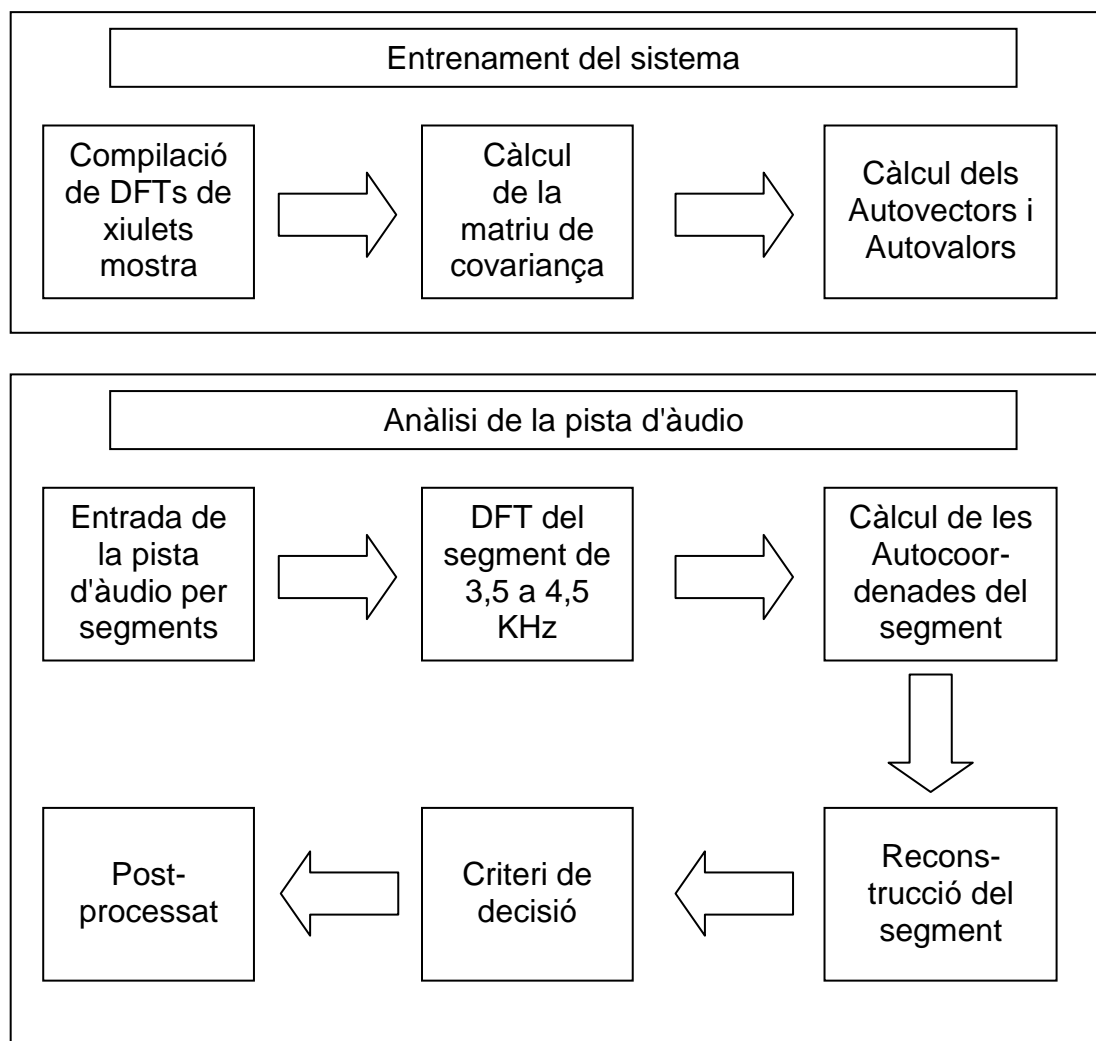 Entrenament del sistema
Compilació
de DFTs de
xiulets
mostra
Càlcul
de la
matriu de
covariança
Càlcul dels
Autovectors i
Autovalors
Anàlisi de la pista d'àudio
Entrada de
la pista
d'àudio per
segments
DFT del
segment de
3,5 a 4,5
KHz
Càlcul de les
Autocoor-
denades del
segment
Recons-
trucció del
segment
Criteri de
decisió
Post-
processat